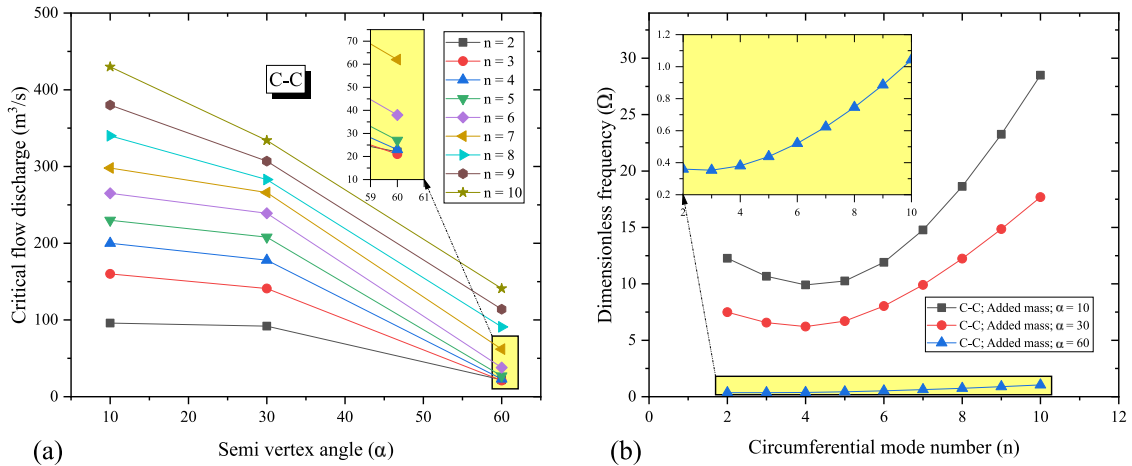 500
400
300
200
100
0
Critical flow discharge (m³/s)
10
20
30
40
50
60
Semi vertex angle (α)
(a)
C-C
70
60
50
40
30
20
10
59
60
61
n = 2
n = 3
n = 4
n = 5
n = 6
n = 7
n = 8
n = 9
n = 10
30
25
20
15
10
5
0
Dimensionless frequency (Ω)
0
2
4
6
8
10
12
Circumferential mode number (n)
(b)
1.2
1.0
0.8
0.6
0.4
0.2
2
4
6
8
10
C-C; Added mass; α = 10
C-C; Added mass; α = 30
C-C; Added mass; α = 60